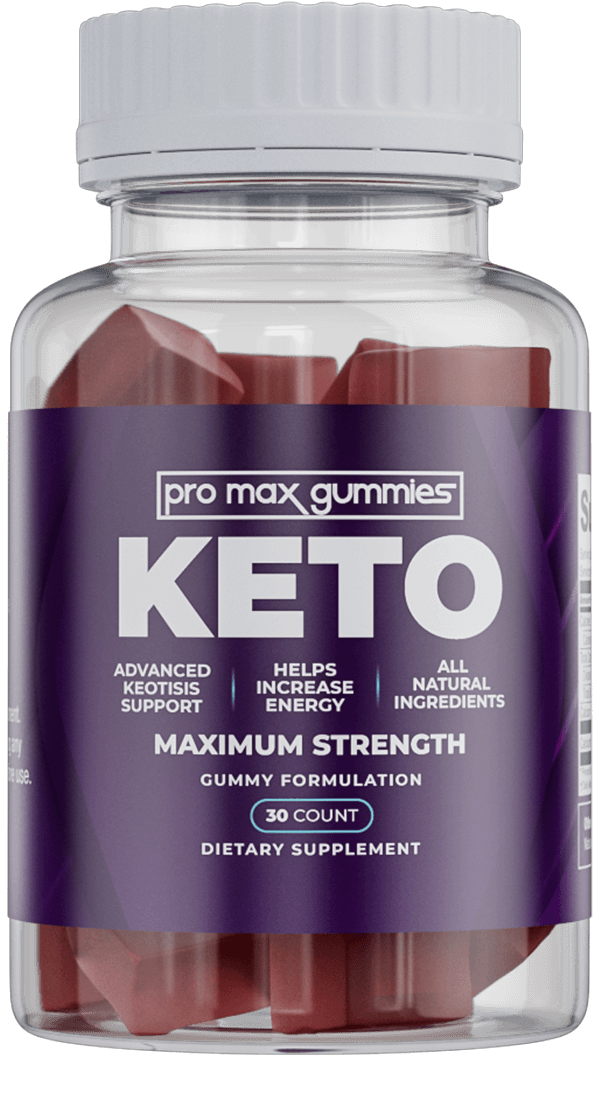 pro max gummies
KETO
ADVANCED
KEOTISIS
SUPPORT
HELPS
INCREASE
ENERGY
ALL
NATURAL
INGREDIENTS
MAXIMUM STRENGTH
GUMMY FORMULATION
30 COUNT
DIETARY SUPPLEMENT
use.